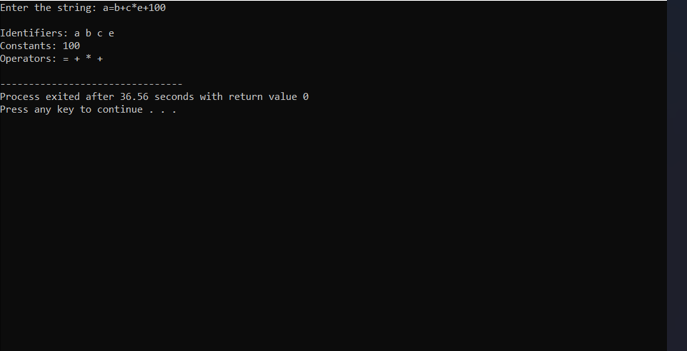 Enter the string: a=b+c*e+100
Identifiers: a b c e
Constants: 100
Operators: = + * +
--------------------------------
Process exited after 36.56 seconds with return value 0
Press any key to continue . . .